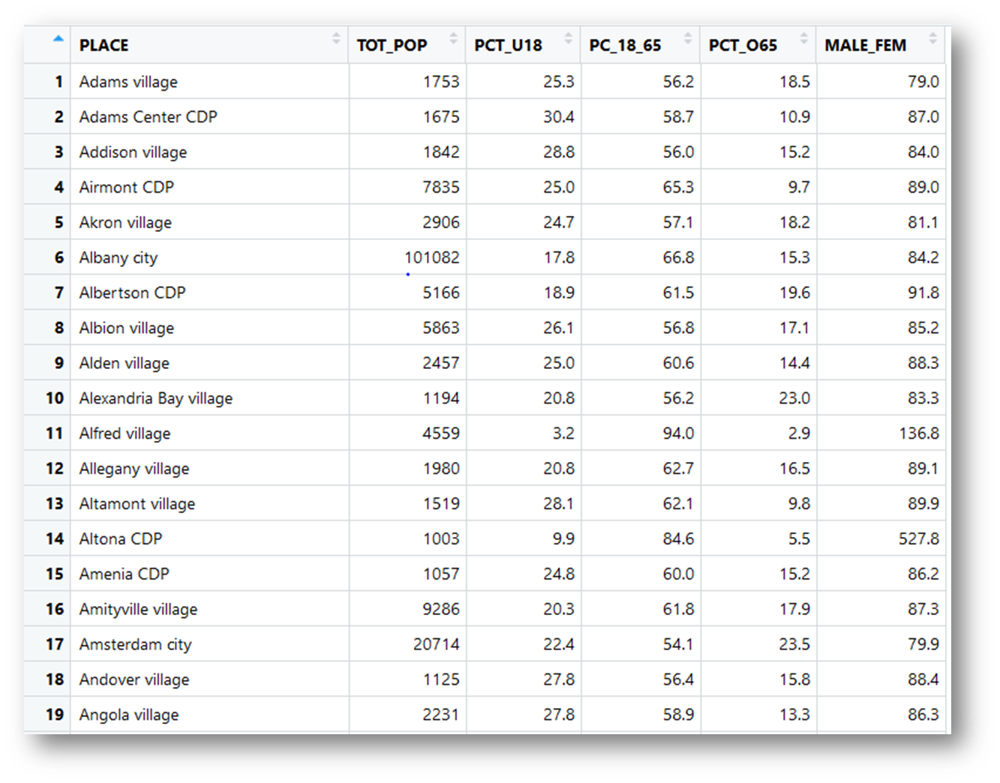 PLACE TOT_POP PCT_U18 PC_18_65 PCT_O65 MALE_FEM
1 Adams village 1753 25.3 56.2 18.5 79.0
2 Adams Center CDP 1675 30.4 58.7 10.9 87.0
3 Addison village 1842 28.8 56.0 15.2 84.0
4 Airmont CDP 7835 25.0 65.3 9.7 89.0
5 Akron village 2906 24.7 57.1 18.2 81.1
6 Albany city 101082 17.8 66.8 15.3 84.2
7 Albertson CDP 5166 18.9 61.5 19.6 91.8
8 Albion village 5863 26.1 56.8 17.1 85.2
9 Alden village 2457 25.0 60.6 14.4 88.3
10 Alexandria Bay village 1194 20.8 56.2 23.0 83.3
11 Alfred village 4559 3.2 94.0 2.9 136.8
12 Allegany village 1980 20.8 62.7 16.5 89.1
13 Altamont village 1519 28.1 62.1 9.8 89.9
14 Altona CDP 1003 9.9 84.6 5.5 527.8
15 Amenia CDP 1057 24.8 60.0 15.2 86.2
16 Amityville village 9286 20.3 61.8 17.9 87.3
17 Amsterdam city 20714 22.4 54.1 23.5 79.9
18 Andover village 1125 27.8 56.4 15.8 88.4
19 Angola village 2231 27.8 58.9 13.3 86.3